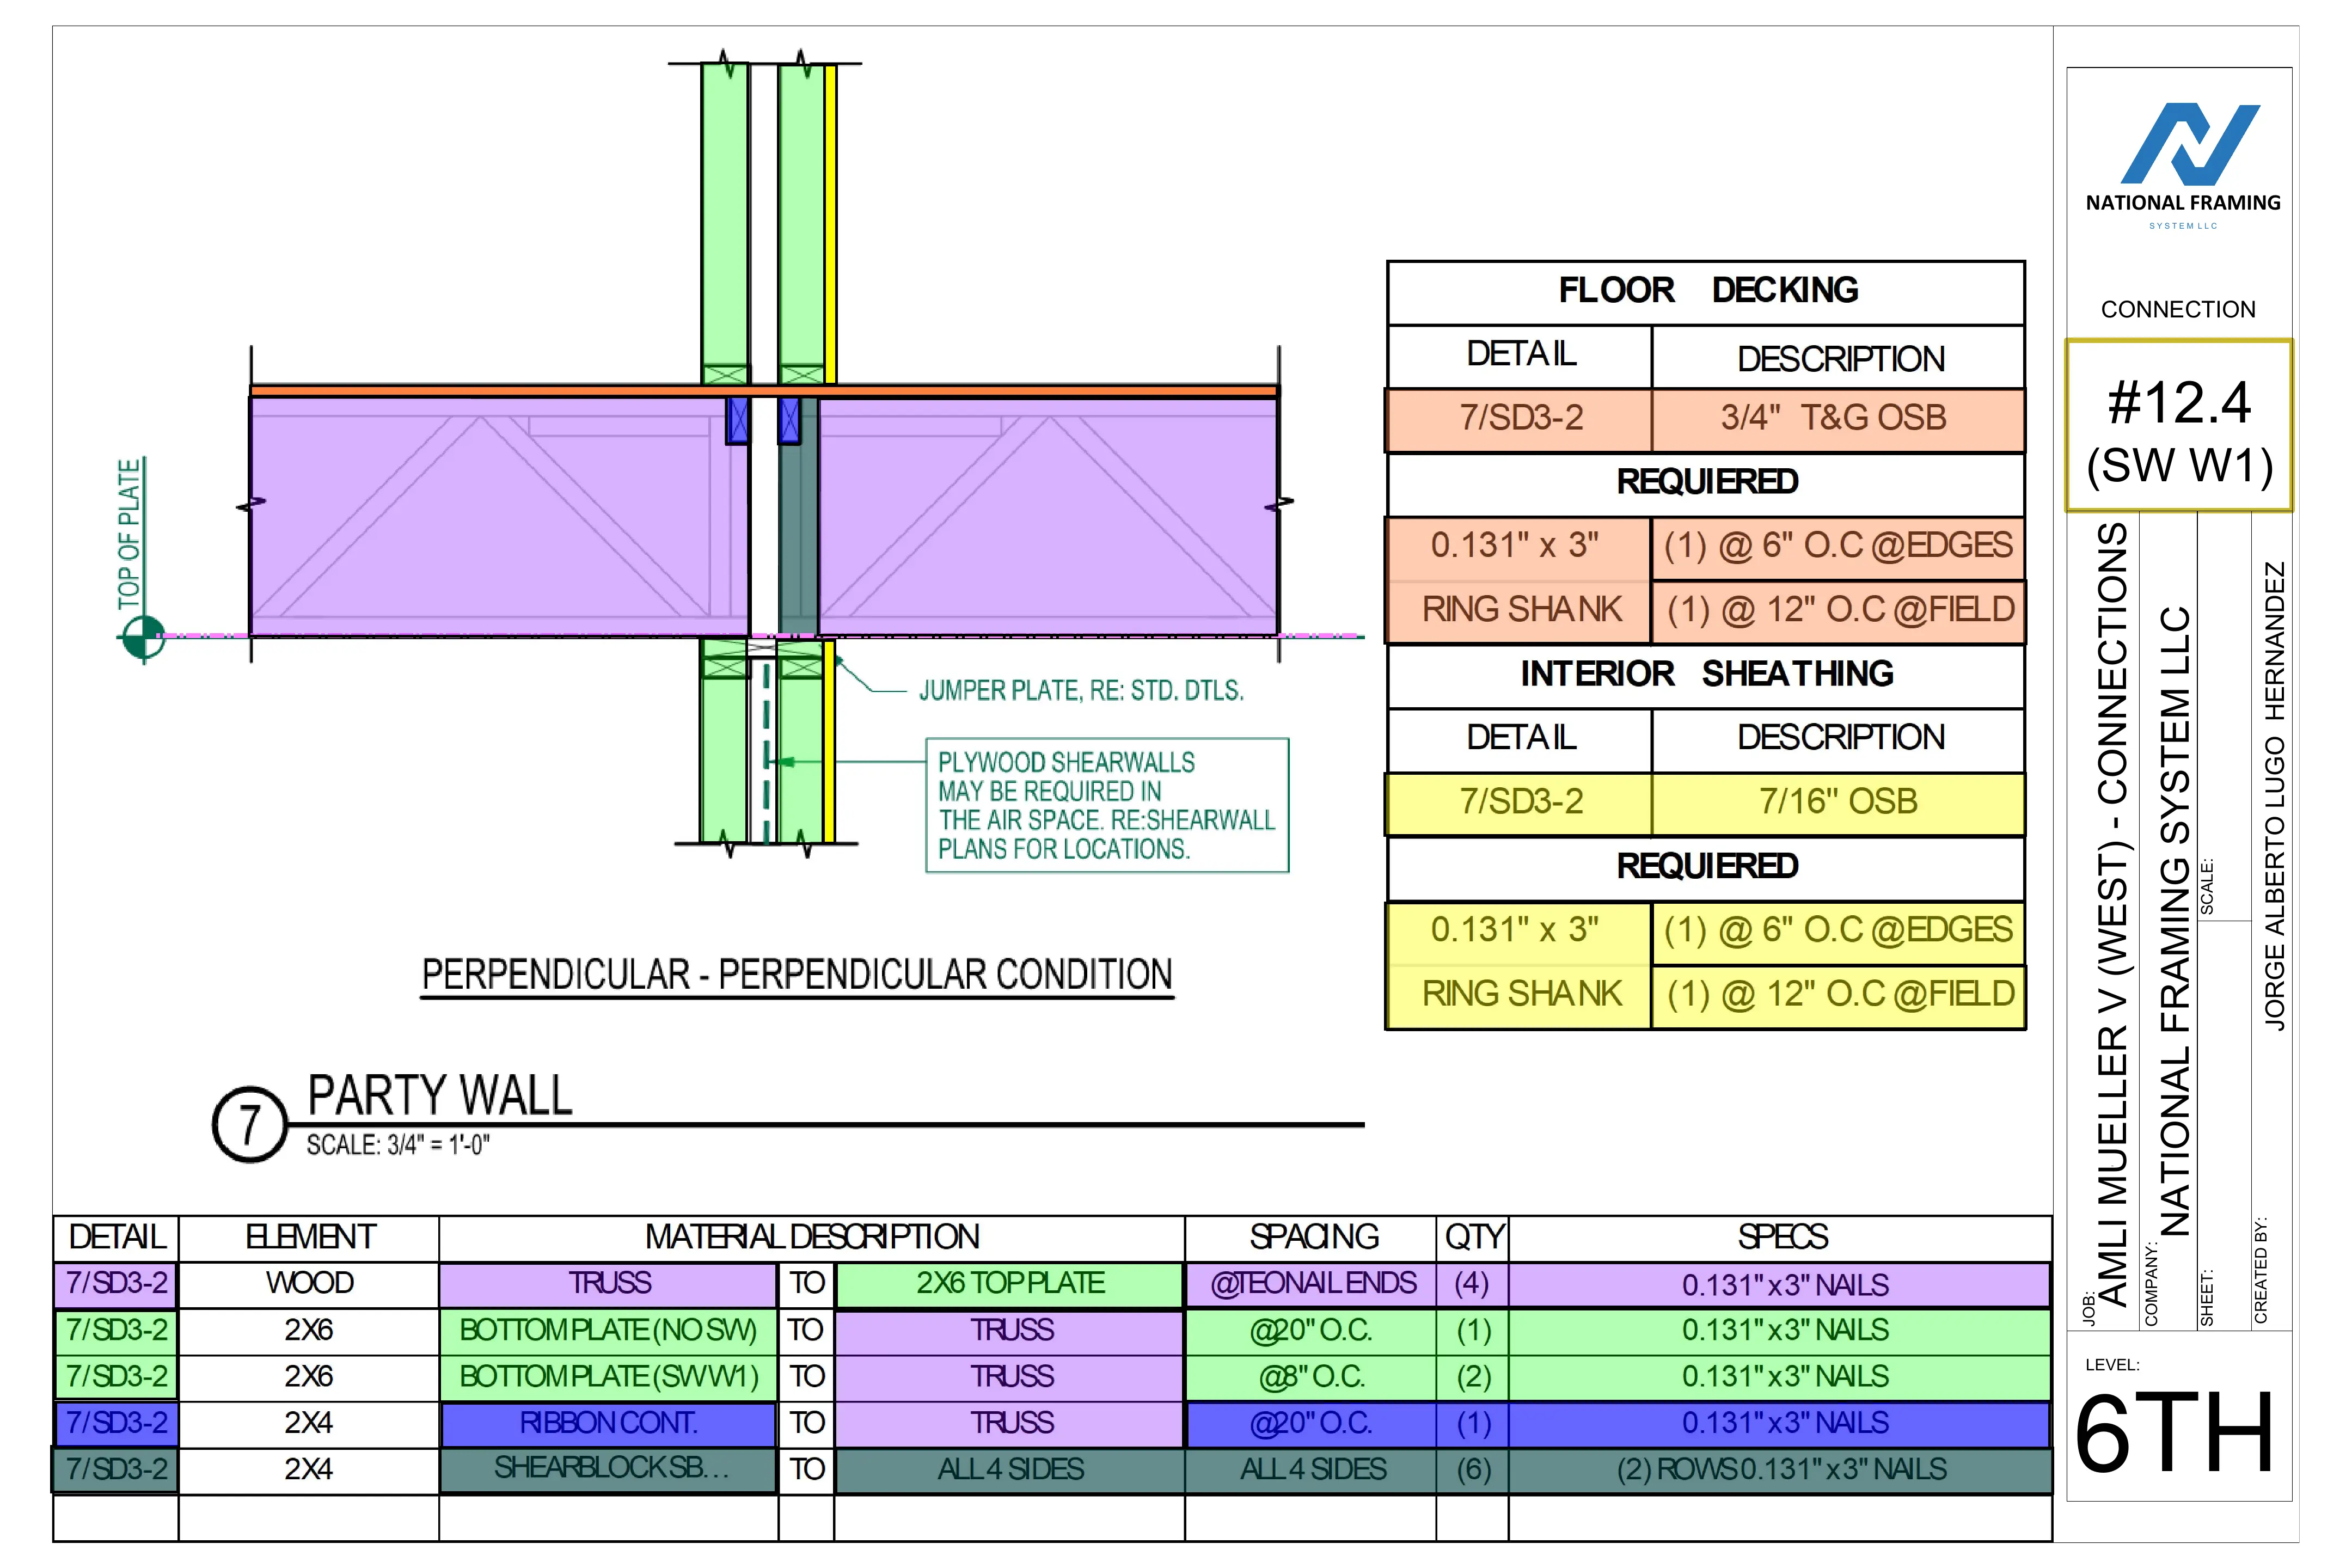 TOP OF PLATE
JUMPER PLATE, RE: STD. DTLS.
PLYWOOD SHEARWALLS
MAY BE REQUIRED IN
THE AIR SPACE. RE:SHEARWALL
PLANS FOR LOCATIONS.
PERPENDICULAR - PERPENDICULAR CONDITION
7
PARTY WALL
SCALE: 3/4" = 1'-0"
FLOOR DECKING
DETAIL DESCRIPTION
7/SD3-2 3/4" T&G OSB
REQUIERED
0.131" x 3" (1) @ 6" O.C @EDGES
RING SHANK (1) @ 12" O.C @FIELD
INTERIOR SHEATHING
DETAIL DESCRIPTION
7/SD3-2 7/16" OSB
REQUIERED
0.131" x 3" (1) @ 6" O.C @EDGES
RING SHANK (1) @ 12" O.C @FIELD
DETAIL ELEMENT MATERIAL DESCRIPTION SPACING QTY SPECS
7/SD3-2 WOOD TRUSS TO 2X6 TOP PLATE @TEONAIL ENDS (4) 0.131" x 3" NAILS
7/SD3-2 2X6 BOTTOM PLATE (NO SW) TO TRUSS @20" O.C. (1) 0.131" x 3" NAILS
7/SD3-2 2X6 BOTTOM PLATE (SW W1) TO TRUSS @8" O.C. (2) 0.131" x 3" NAILS
7/SD3-2 2X4 RIBBON CONT. TO TRUSS @20" O.C. (1) 0.131" x 3" NAILS
7/SD3-2 2X4 SHEARBLOCK SB... TO ALL 4 SIDES ALL 4 SIDES (6) (2) ROWS 0.131" x 3" NAILS
NATIONAL FRAMING
SYSTEM LLC
CONNECTION
#12.4
(SW W1)
JOB:
AMLI MUELLER V (WEST) - CONNECTIONS
COMPANY:
NATIONAL FRAMING SYSTEM LLC
SHEET:
SCALE:
CREATED BY:
JORGE ALBERTO LUGO HERNANDEZ
LEVEL:
6TH